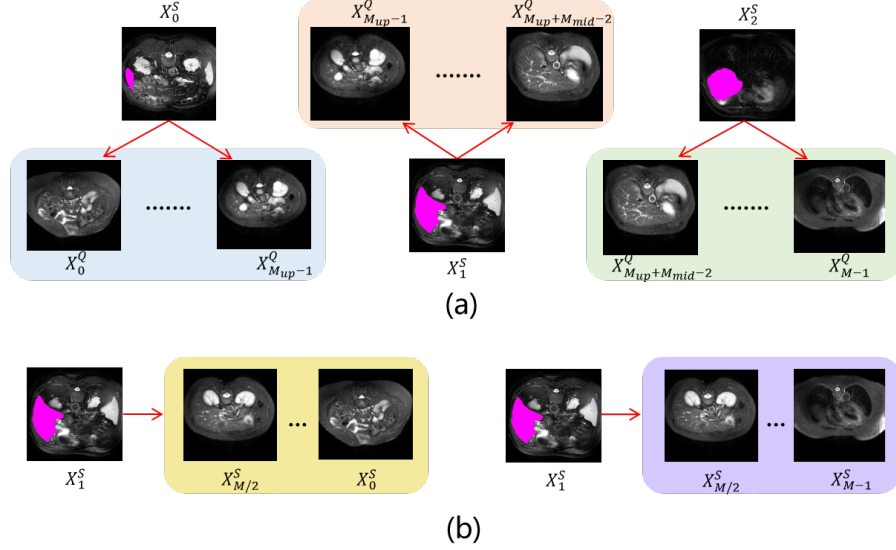 X_0^S
X_{M_{up}-1}^Q
X_{M_{up}+M_{mid}-2}^Q
X_2^S
.......
.......
.......
X_0^Q
X_{M_{up}-1}^Q
X_1^S
X_{M_{up}+M_{mid}-2}^Q
X_{M-1}^Q
(a)
...
...
X_1^S
X_{M/2}^S
X_0^S
X_1^S
X_{M/2}^S
X_{M-1}^S
(b)